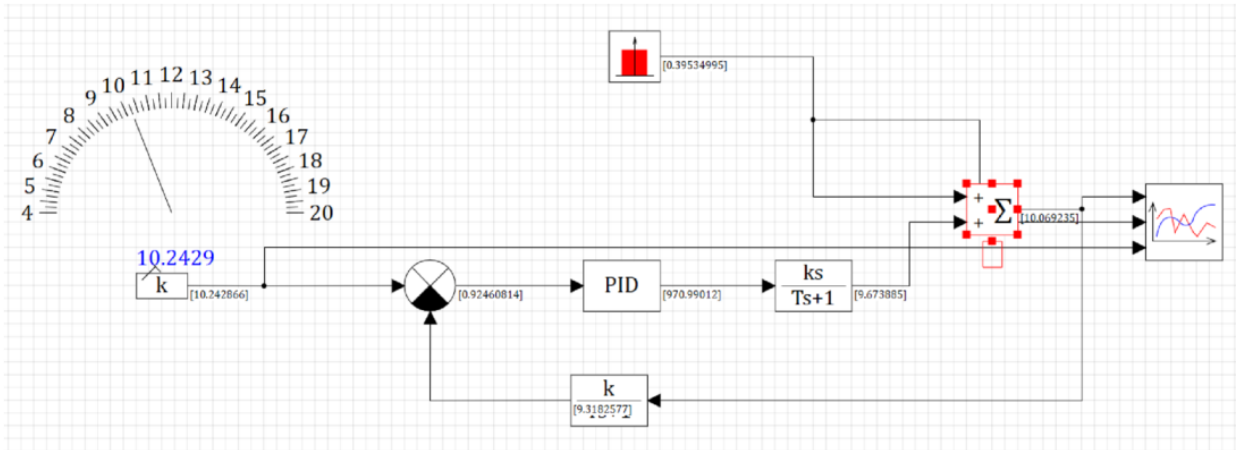 [0.39534995]
4 5 6 7 8 9 10 11 12 13 14 15 16 17 18 19 20
+
Σ
+
[10.069235]
10.2429
k
[10.242866]
[0.92460814]
PID
[970.99012]
ks
Ts+1
[9.673885]
k
[9.3182577]